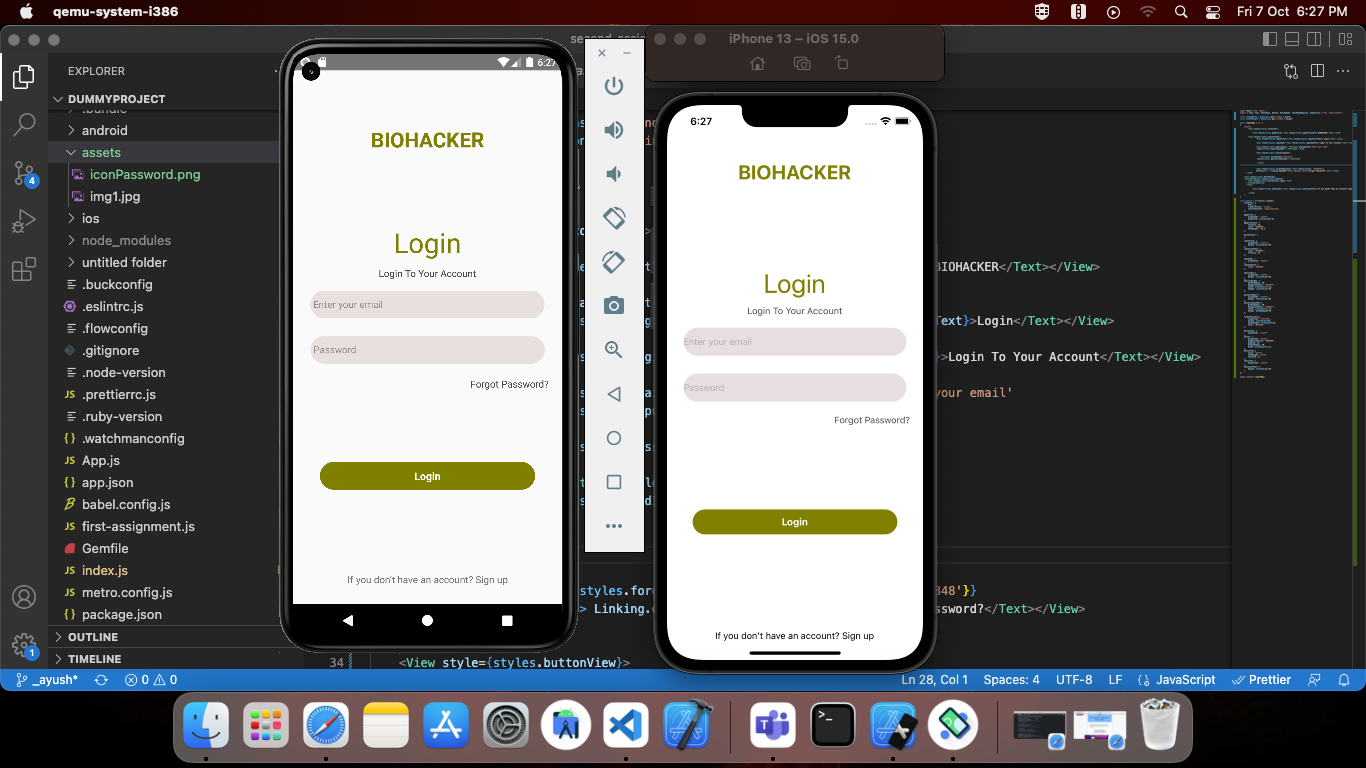 qemu-system-i386
Fri 7 Oct 6:27 PM
EXPLORER
DUMMYPROJECT
android
assets
iconPassword.png
img1.jpg
ios
node_modules
untitled folder
.buckconfig
.eslintrc.js
.flowconfig
.gitignore
.node-version
.prettierrc.js
.ruby-version
.watchmanconfig
App.js
app.json
babel.config.js
first-assignment.js
Gemfile
index.js
metro.config.js
package.json
OUTLINE
TIMELINE
4
1
6:27
BIOHACKER
Login
Login To Your Account
Enter your email
Password
Forgot Password?
Login
If you don't have an account? Sign up
iPhone 13 – iOS 15.0
6:27
BIOHACKER
Login
Login To Your Account
Enter your email
Password
Forgot Password?
Login
If you don't have an account? Sign up
BIOHACKER</Text></View>
Text}>Login</Text></View>
}>Login To Your Account</Text></View>
your email'
styles.for
348'}}
> Linking.
ssword?</Text></View>
34 <View style={styles.buttonView}>
_ayush* 0 0
Ln 28, Col 1 Spaces: 4 UTF-8 LF JavaScript Prettier